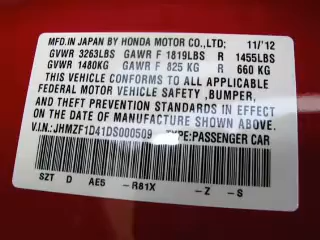 MFD. IN JAPAN BY HONDA MOTOR CO.,LTD. 11/'12
GVWR 3263LBS GAWR F 1819LBS R 1455LBS
GVWR 1480KG GAWR F 825 KG R 660 KG
THIS VEHICLE CONFORMS TO ALL APPLICABLE
FEDERAL MOTOR VEHICLE SAFETY ,BUMPER,
AND THEFT PREVENTION STANDARDS IN EFFECT
ON THE DATE OF MANUFACTURE SHOWN ABOVE.
V.I.N.:JHMZF1D41DS000509 TYPE:PASSENGER CAR
SZT D AE5 - R81X - Z - S